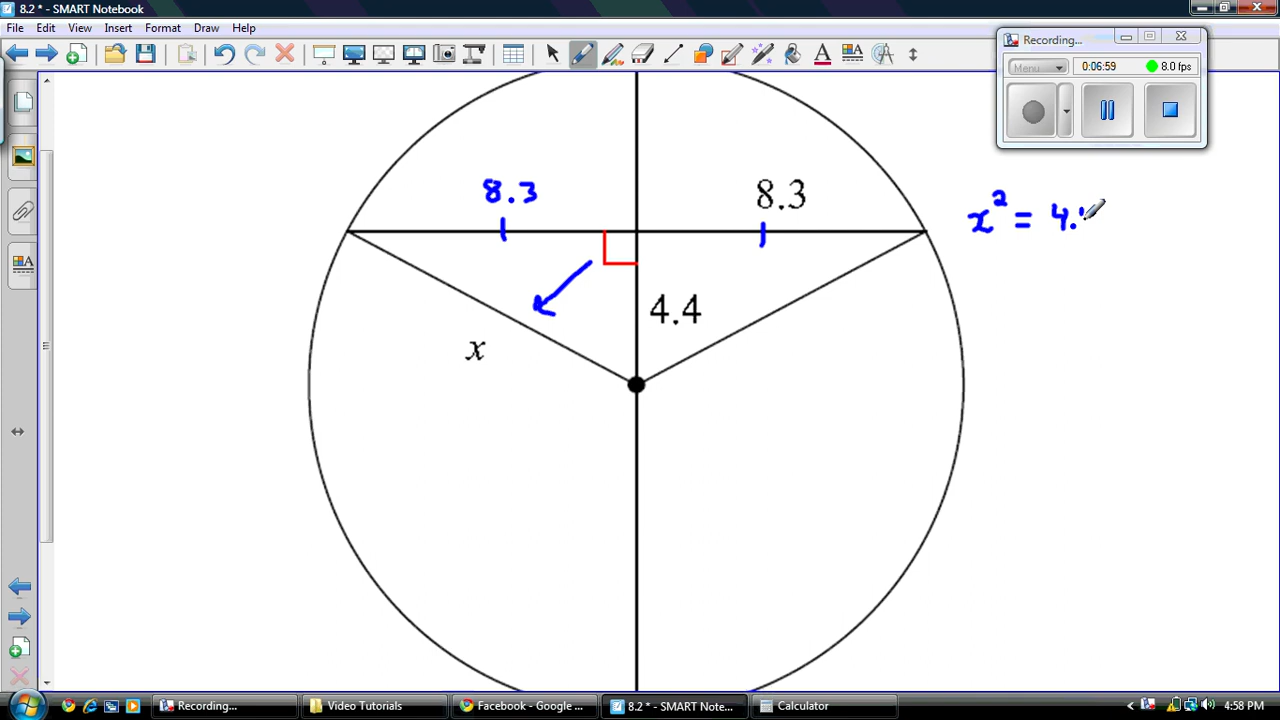 8.2 * - SMART Notebook
File Edit View Insert Format Draw Help
Recording...
Menu
0:06:59
8.0 fps
8.3
8.3
x² = 4.
4.4
x
Recording...
Video Tutorials
Facebook - Google ...
8.2 * - SMART Note...
Calculator
4:58 PM